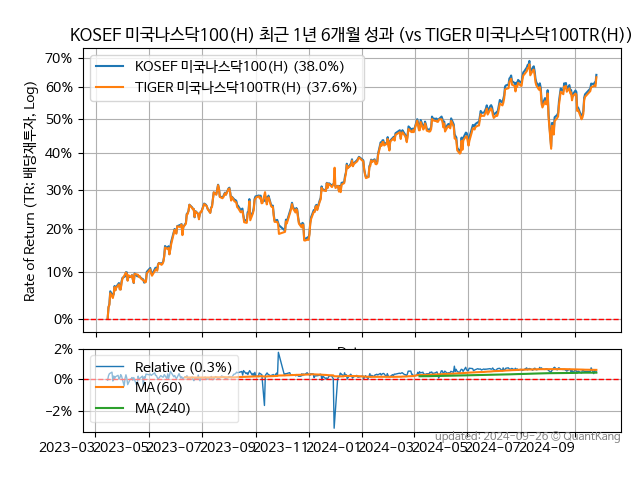 KOSEF 미국나스닥100(H) 최근 1년 6개월 성과 (vs TIGER 미국나스닥100TR(H))
70%
60%
50%
40%
30%
20%
10%
0%
Rate of Return (TR: 배당재투자, Log)
KOSEF 미국나스닥100(H) (38.0%)
TIGER 미국나스닥100TR(H) (37.6%)
2%
0%
−2%
Relative (0.3%)
MA(60)
MA(240)
updated: 2024-09-26 © QuantKang
2023-03 2023-05 2023-07 2023-09 2023-11 2024-01 2024-03 2024-05 2024-07 2024-09